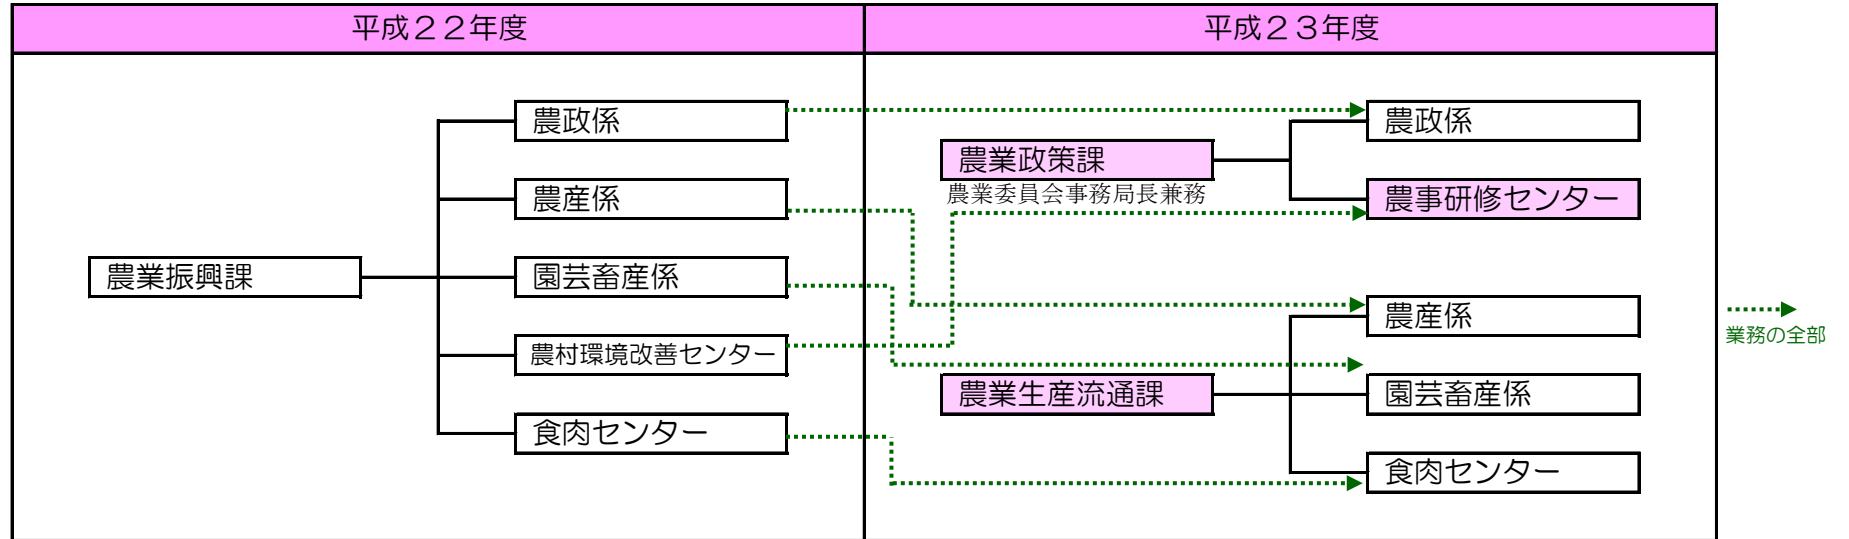 平成２２年度
平成２３年度
農政係
農産係
農業振興課
園芸畜産係
農村環境改善センター
食肉センター
農政係
農業政策課
農業委員会事務局長兼務
農事研修センター
農産係
農業生産流通課
園芸畜産係
食肉センター
業務の全部